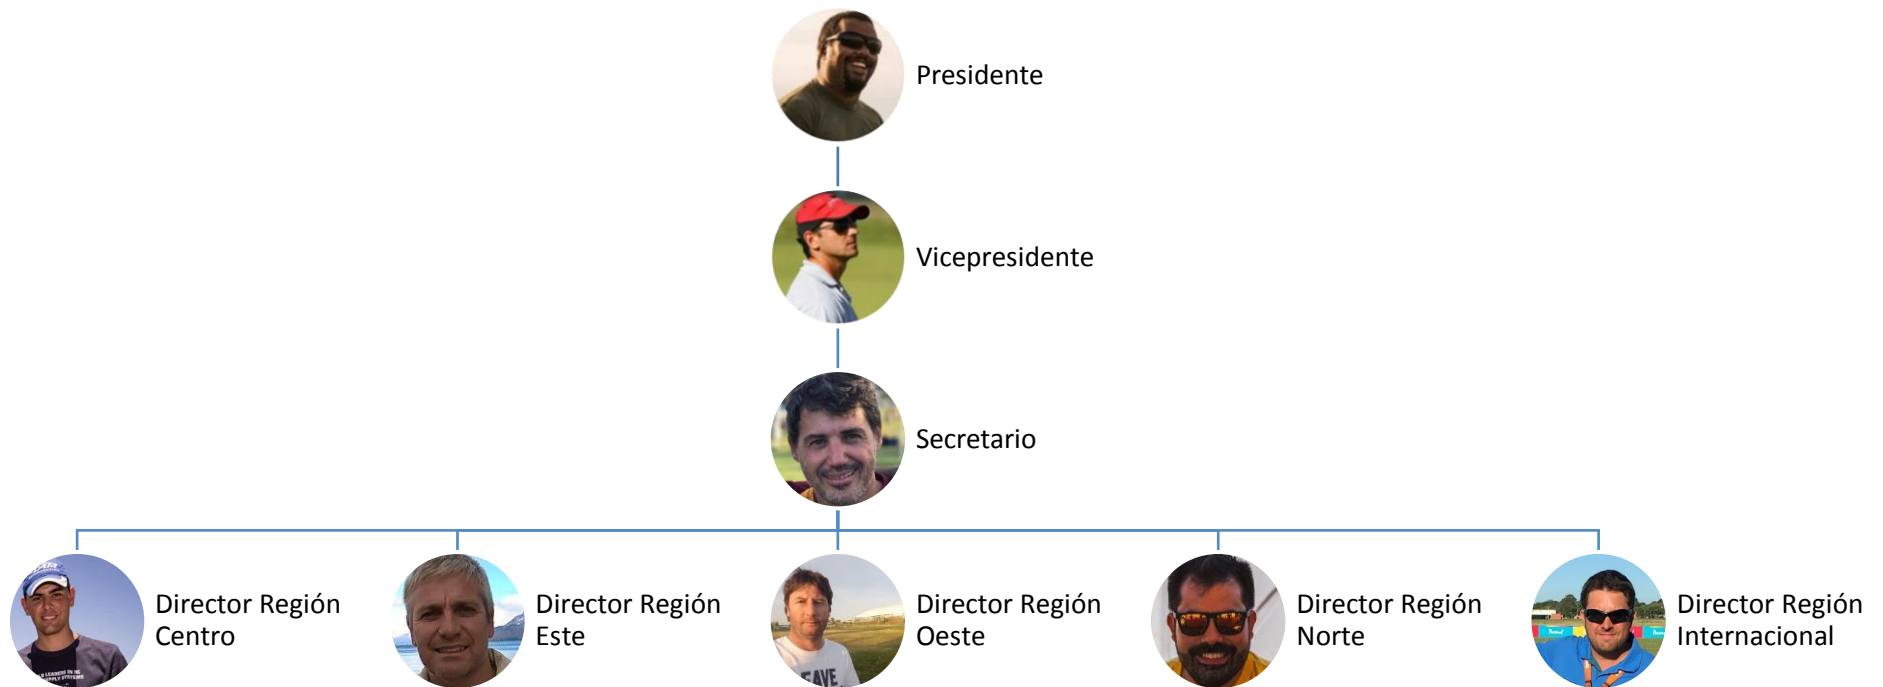 Presidente
Vicepresidente
Secretario
Director Región
Centro
Director Región
Este
Director Región
Oeste
Director Región
Norte
Director Región
Internacional